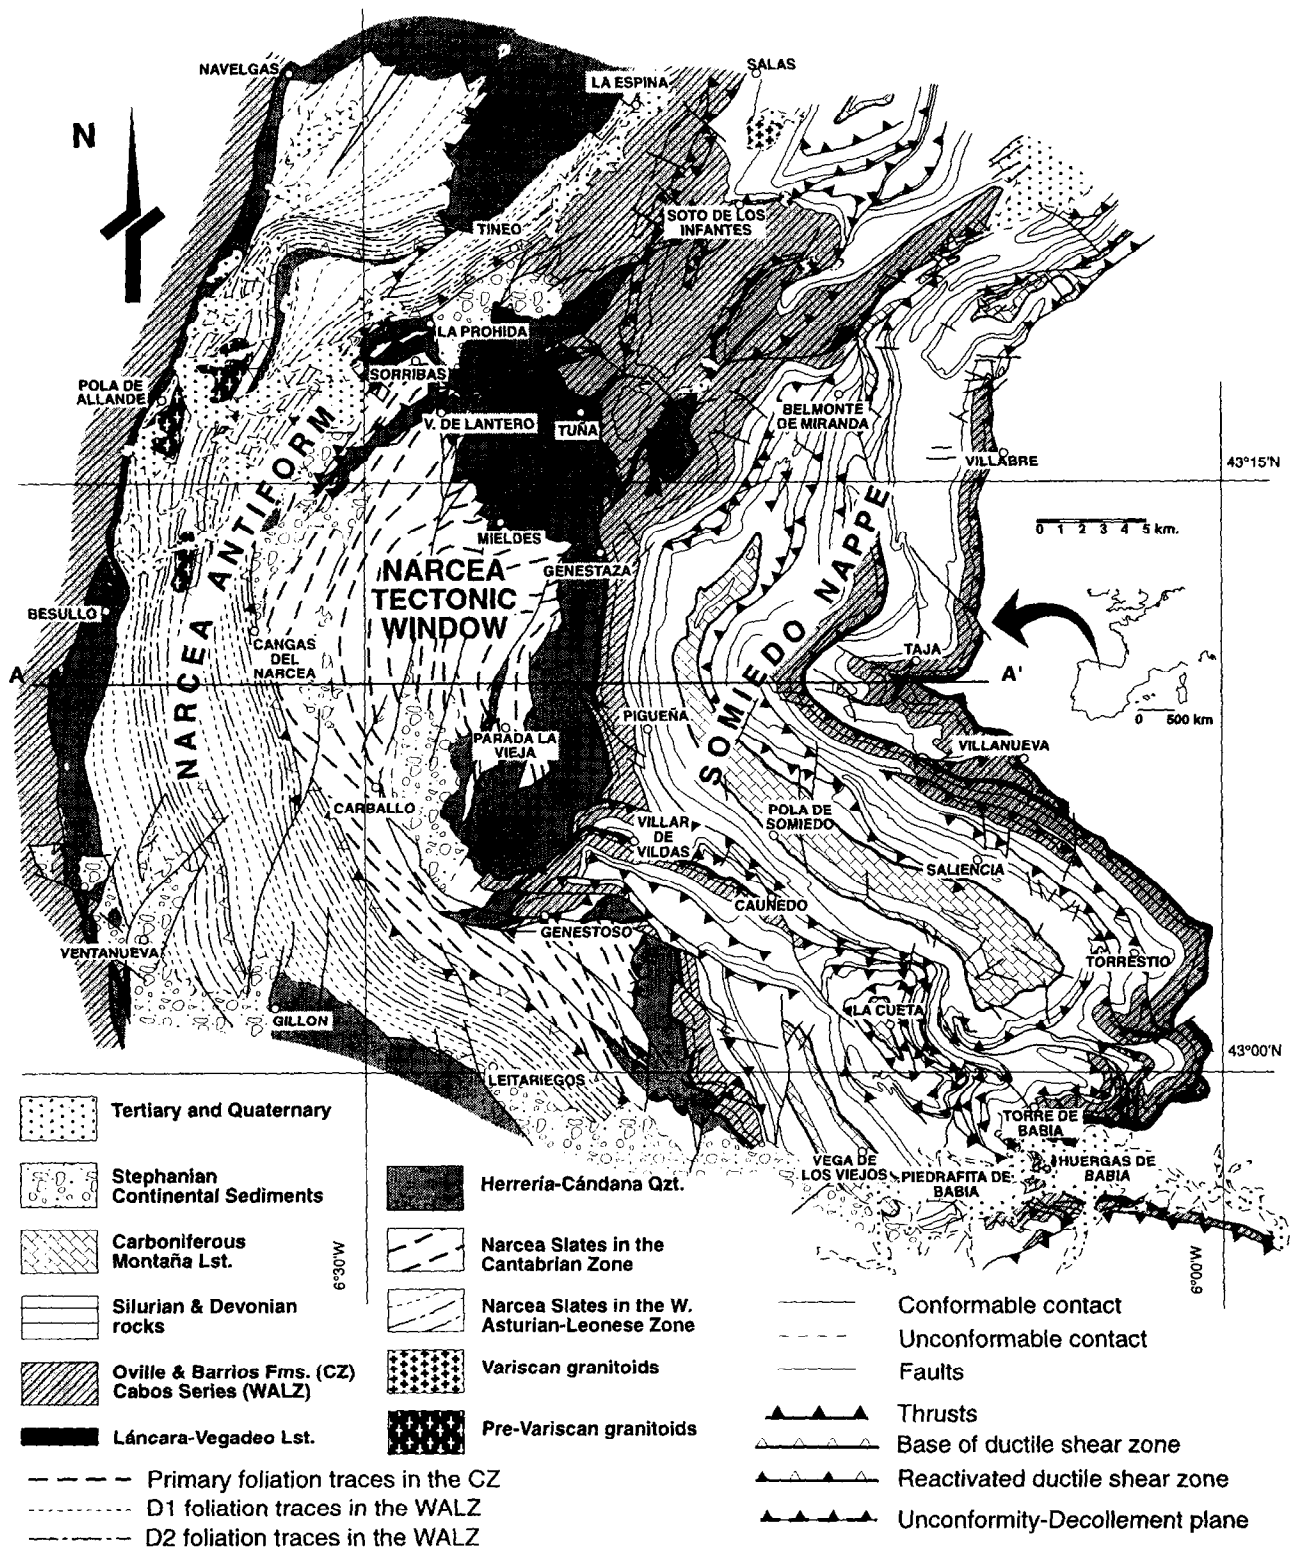 NAVELGAS
SALAS
LA ESPINA
N
SOTO DE LOS
INFANTES
TINEO
LA PROHIDA
SORRIBAS
POLA DE
ALLANDE
BELMONTE
DE MIRANDA
V. DE LANTERO
TUÑA
VILLABRE
43°15'N
NARCEA ANTIFORM
SOMIEDO NAPPE
0 1 2 3 4 5 km.
MIELDES
NARCEA
TECTONIC
WINDOW
GENESTAZA
BESULLO
CANGAS
DEL
NARCEA
TAJA
A
A'
0 500 km
PIGUEÑA
PARADA LA
VIEJA
VILLANUEVA
CARBALLO
VILLAR
DE
VILDAS
POLA DE
SOMIEDO
SALIENCIA
CAUNEDO
GENESTOSO
VENTANUEVA
TORRESTIO
LA CUETA
GILLON
43°00'N
LEITARIEGOS
TORRE DE
BABIA
VEGA DE
LOS VIEJOS
PIEDRAFITA DE
BABIA
HUERGAS DE
BABIA
6°30'W
6°00'W
Tertiary and Quaternary
Stephanian
Continental Sediments
Carboniferous
Montaña Lst.
Silurian & Devonian
rocks
Oville & Barrios Fms. (CZ)
Cabos Series (WALZ)
Láncara-Vegadeo Lst.
Herrería-Cándana Qzt.
Narcea Slates in the
Cantabrian Zone
Narcea Slates in the W.
Asturian-Leonese Zone
Variscan granitoids
Pre-Variscan granitoids
Primary foliation traces in the CZ
D1 foliation traces in the WALZ
D2 foliation traces in the WALZ
Conformable contact
Unconformable contact
Faults
Thrusts
Base of ductile shear zone
Reactivated ductile shear zone
Unconformity-Decollement plane